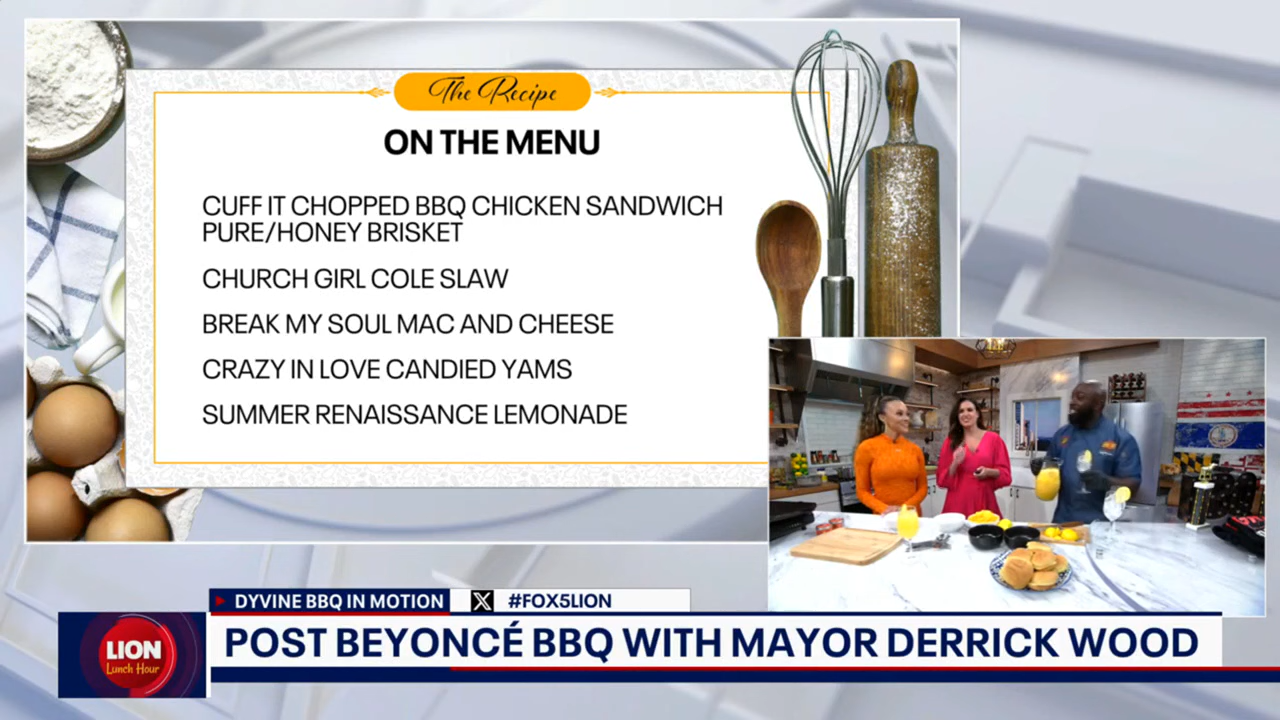 The Recipe
ON THE MENU
CUFF IT CHOPPED BBQ CHICKEN SANDWICH
PURE/HONEY BRISKET
CHURCH GIRL COLE SLAW
BREAK MY SOUL MAC AND CHEESE
CRAZY IN LOVE CANDIED YAMS
SUMMER RENAISSANCE LEMONADE
DYVINE BBQ IN MOTION
X #FOX5LION
LION
Lunch Hour
POST BEYONCÉ BBQ WITH MAYOR DERRICK WOOD